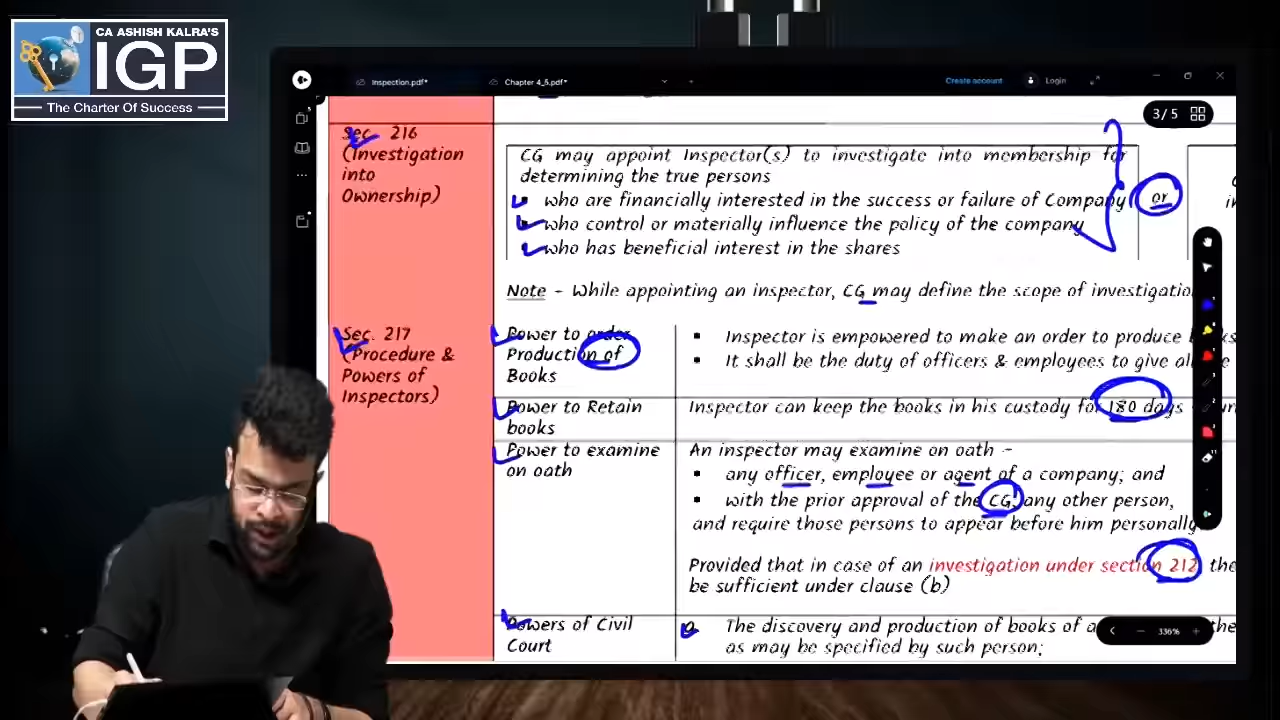 CA ASHISH KALRA'S
IGP
The Charter Of Success
Inspection.pdf*
Chapter 4_5.pdf*
Create account
Login
3/5
Sec. 216
(Investigation
into
Ownership)
CG may appoint Inspector(s) to investigate into membership for
determining the true persons
who are financially interested in the success or failure of Company
who control or materially influence the policy of the company
who has beneficial interest in the shares
or
Note - While appointing an inspector, CG may define the scope of investigation
Sec. 217
(Procedure &
Powers of
Inspectors)
Power to order
Production of
Books
Inspector is empowered to make an order to produce
It shall be the duty of officers & employees to give all
Power to Retain
books
Inspector can keep the books in his custody for 180 days
Power to examine
on oath
An inspector may examine on oath -
any officer, employee or agent of a company; and
with the prior approval of the CG, any other person,
and require those persons to appear before him personally
Provided that in case of an investigation under section 212, the
be sufficient under clause (b)
Powers of Civil
Court
The discovery and production of books of
as may be specified by such person;
336%